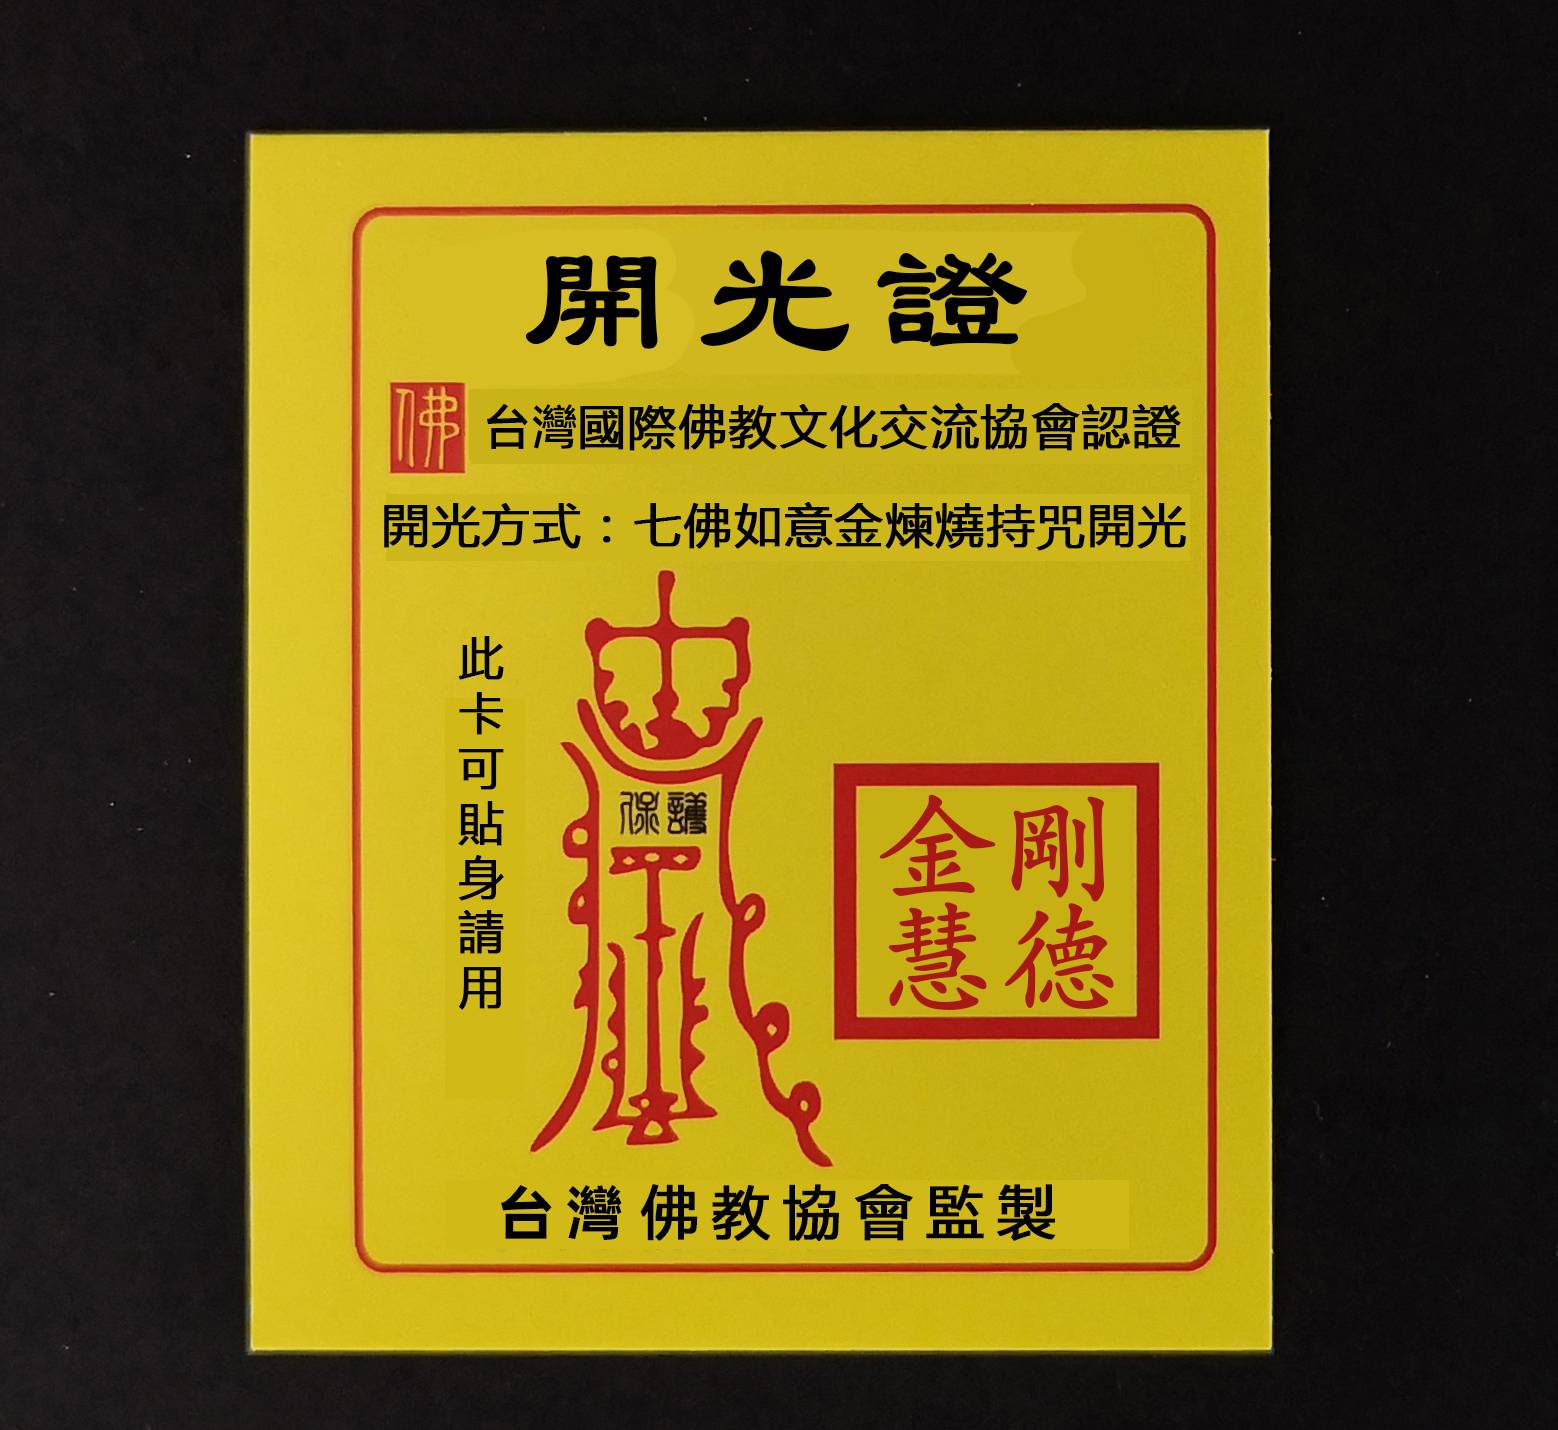 開光證
佛
台灣國際佛教文化交流協會認證
開光方式：七佛如意金煉燒持咒開光
此卡可貼身請用
保護
金剛
慧德
台灣佛教協會監製